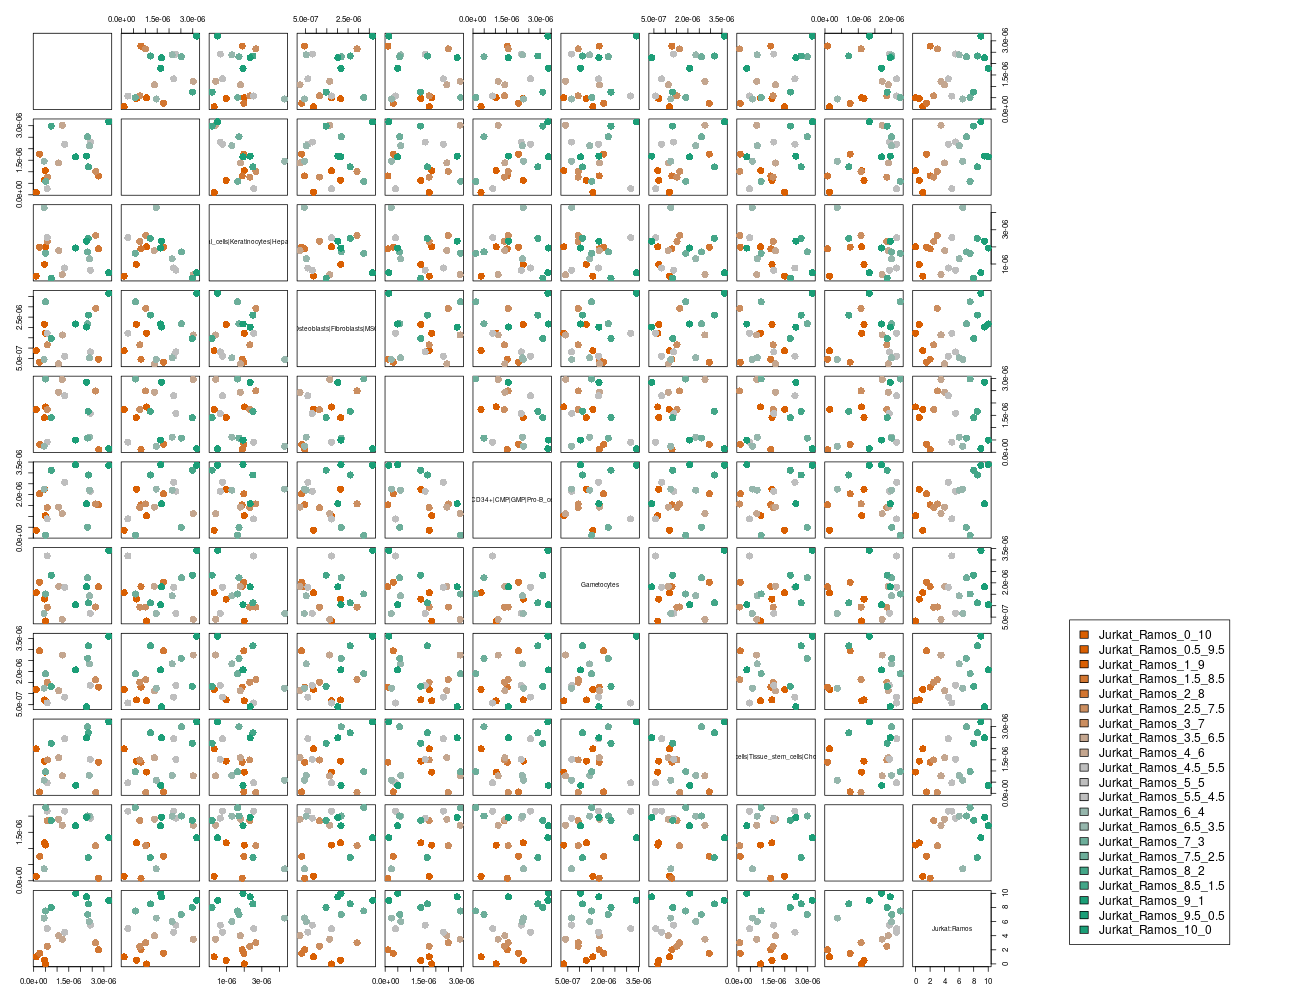 0.0e+00 1.5e-06 3.0e-06
5.0e-07 2.5e-06
0.0e+00 1.5e-06 3.0e-06
5.0e-07 2.0e-06 3.5e-06
0.0e+00 1.0e-06 2.0e-06
0.0e+00 1.5e-06 3.0e-06
0.0e+00 1.5e-06 3.0e-06
l_cells|Keratinocytes|Hepa
1e-06 3e-06
steoblasts|Fibroblasts|MS
5.0e-07 2.5e-06
0.0e+00 1.5e-06 3.0e-06
CD34+|CMP|GMP|Pro-B_c
0.0e+00 2.0e-06 3.5e-06
Gametocytes
5.0e-07 2.0e-06 3.5e-06
5.0e-07 2.0e-06 3.5e-06
cells|Tissue_stem_cells|Cho
0.0e+00 1.5e-06 3.0e-06
0.0e+00 1.5e-06
Jurkat:Ramos
0 2 4 6 8 10
0.0e+00 1.5e-06 3.0e-06
1e-06 3e-06
0.0e+00 1.5e-06 3.0e-06
5.0e-07 2.0e-06 3.5e-06
0.0e+00 1.5e-06 3.0e-06
0 2 4 6 8 10
Jurkat_Ramos_0_10
Jurkat_Ramos_0.5_9.5
Jurkat_Ramos_1_9
Jurkat_Ramos_1.5_8.5
Jurkat_Ramos_2_8
Jurkat_Ramos_2.5_7.5
Jurkat_Ramos_3_7
Jurkat_Ramos_3.5_6.5
Jurkat_Ramos_4_6
Jurkat_Ramos_4.5_5.5
Jurkat_Ramos_5_5
Jurkat_Ramos_5.5_4.5
Jurkat_Ramos_6_4
Jurkat_Ramos_6.5_3.5
Jurkat_Ramos_7_3
Jurkat_Ramos_7.5_2.5
Jurkat_Ramos_8_2
Jurkat_Ramos_8.5_1.5
Jurkat_Ramos_9_1
Jurkat_Ramos_9.5_0.5
Jurkat_Ramos_10_0